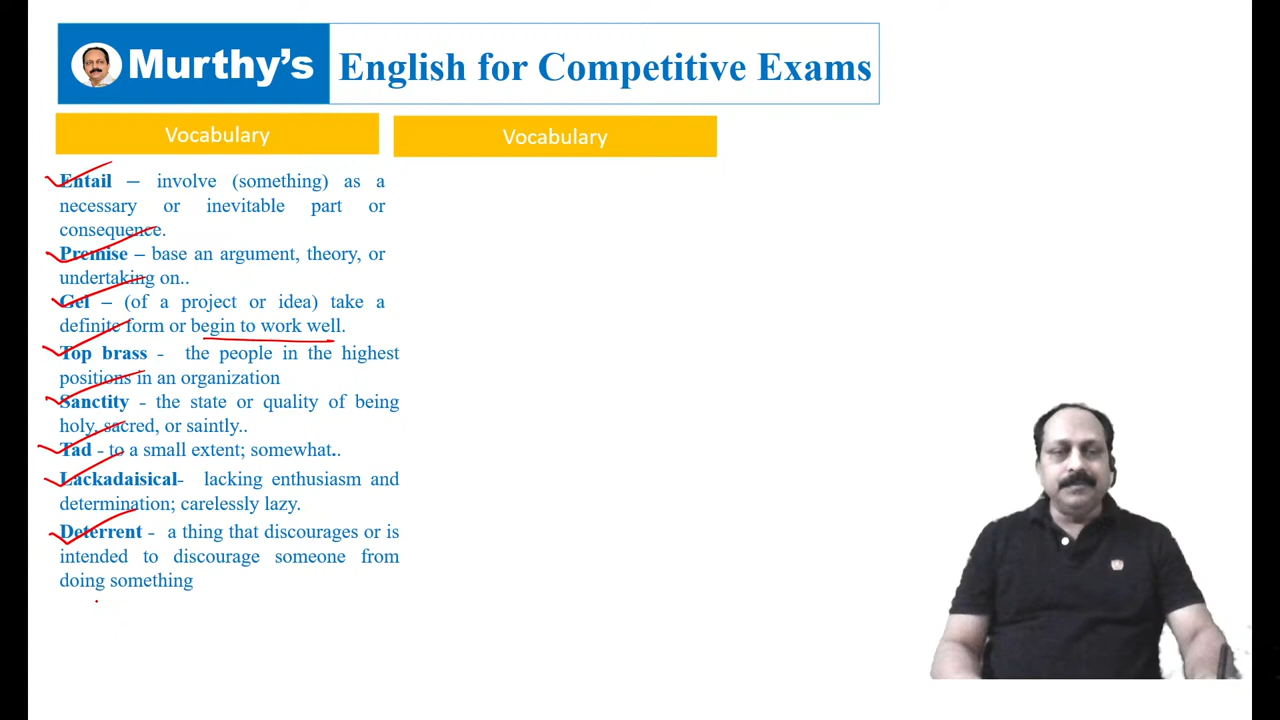 Murthy's English for Competitive Exams
Vocabulary
Entail – involve (something) as a
necessary or inevitable part or
consequence.
Premise – base an argument, theory, or
undertaking on..
Gel – (of a project or idea) take a
definite form or begin to work well.
Top brass - the people in the highest
positions in an organization
Sanctity - the state or quality of being
holy, sacred, or saintly..
Tad - to a small extent; somewhat..
Lackadaisical- lacking enthusiasm and
determination; carelessly lazy.
Deterrent - a thing that discourages or is
intended to discourage someone from
doing something
Vocabulary